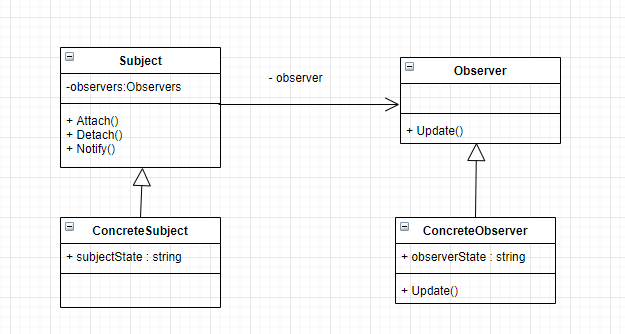 Subject
-observers:Observers
+ Attach()
+ Detach()
+ Notify()
- observer
Observer
+ Update()
ConcreteSubject
+ subjectState : string
ConcreteObserver
+ observerState : string
+ Update()